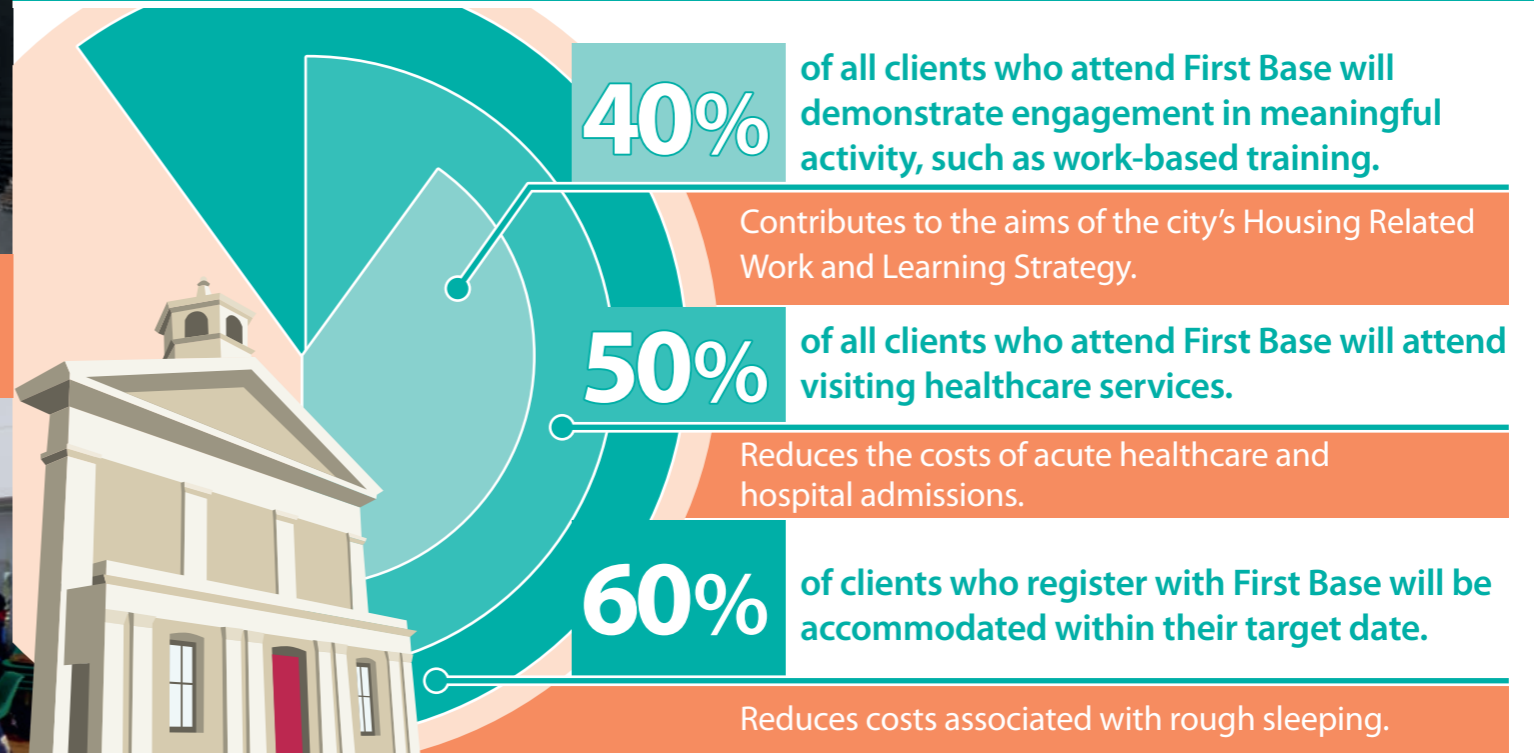 40%
of all clients who attend First Base will
demonstrate engagement in meaningful
activity, such as work-based training.
Contributes to the aims of the city’s Housing Related
Work and Learning Strategy.
50%
of all clients who attend First Base will attend
visiting healthcare services.
Reduces the costs of acute healthcare and
hospital admissions.
60%
of clients who register with First Base will be
accommodated within their target date.
Reduces costs associated with rough sleeping.